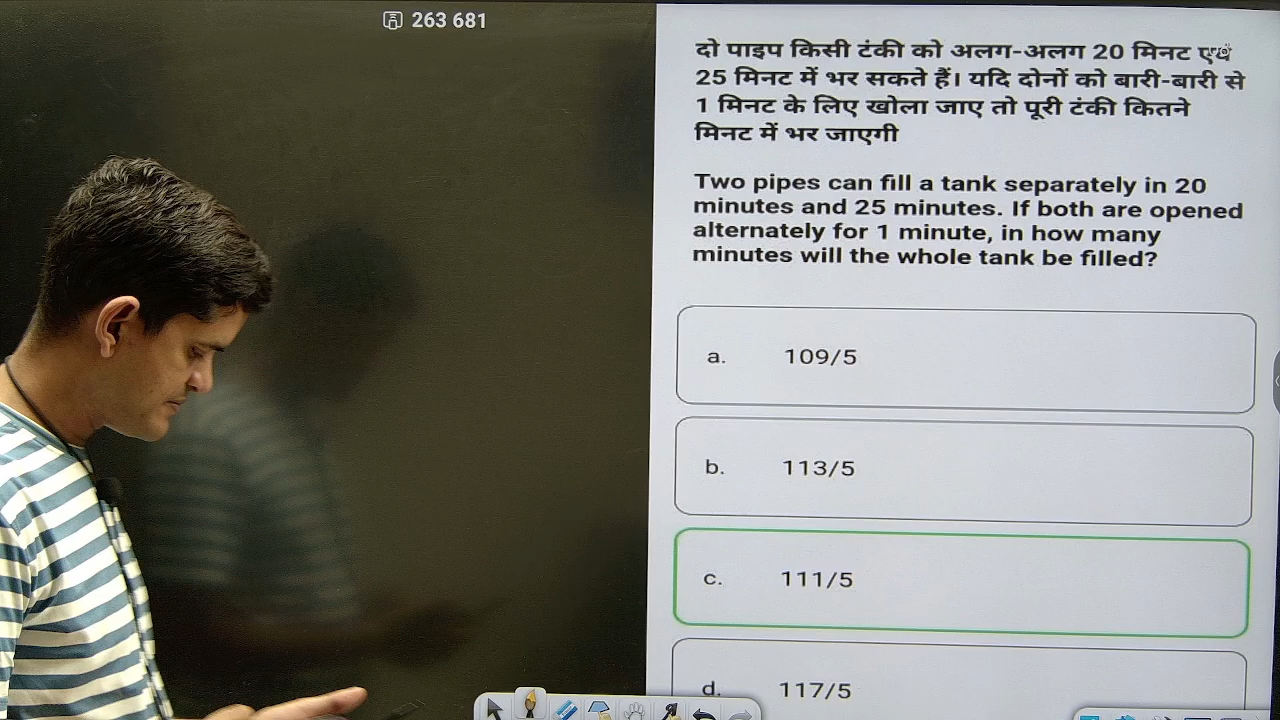 263 681
दो पाइप किसी टंकी को अलग-अलग 20 मिनट एवं
25 मिनट में भर सकते हैं। यदि दोनों को बारी-बारी से
1 मिनट के लिए खोला जाए तो पूरी टंकी कितने
मिनट में भर जाएगी
Two pipes can fill a tank separately in 20
minutes and 25 minutes. If both are opened
alternately for 1 minute, in how many
minutes will the whole tank be filled?
a. 109/5
b. 113/5
c. 111/5
d. 117/5